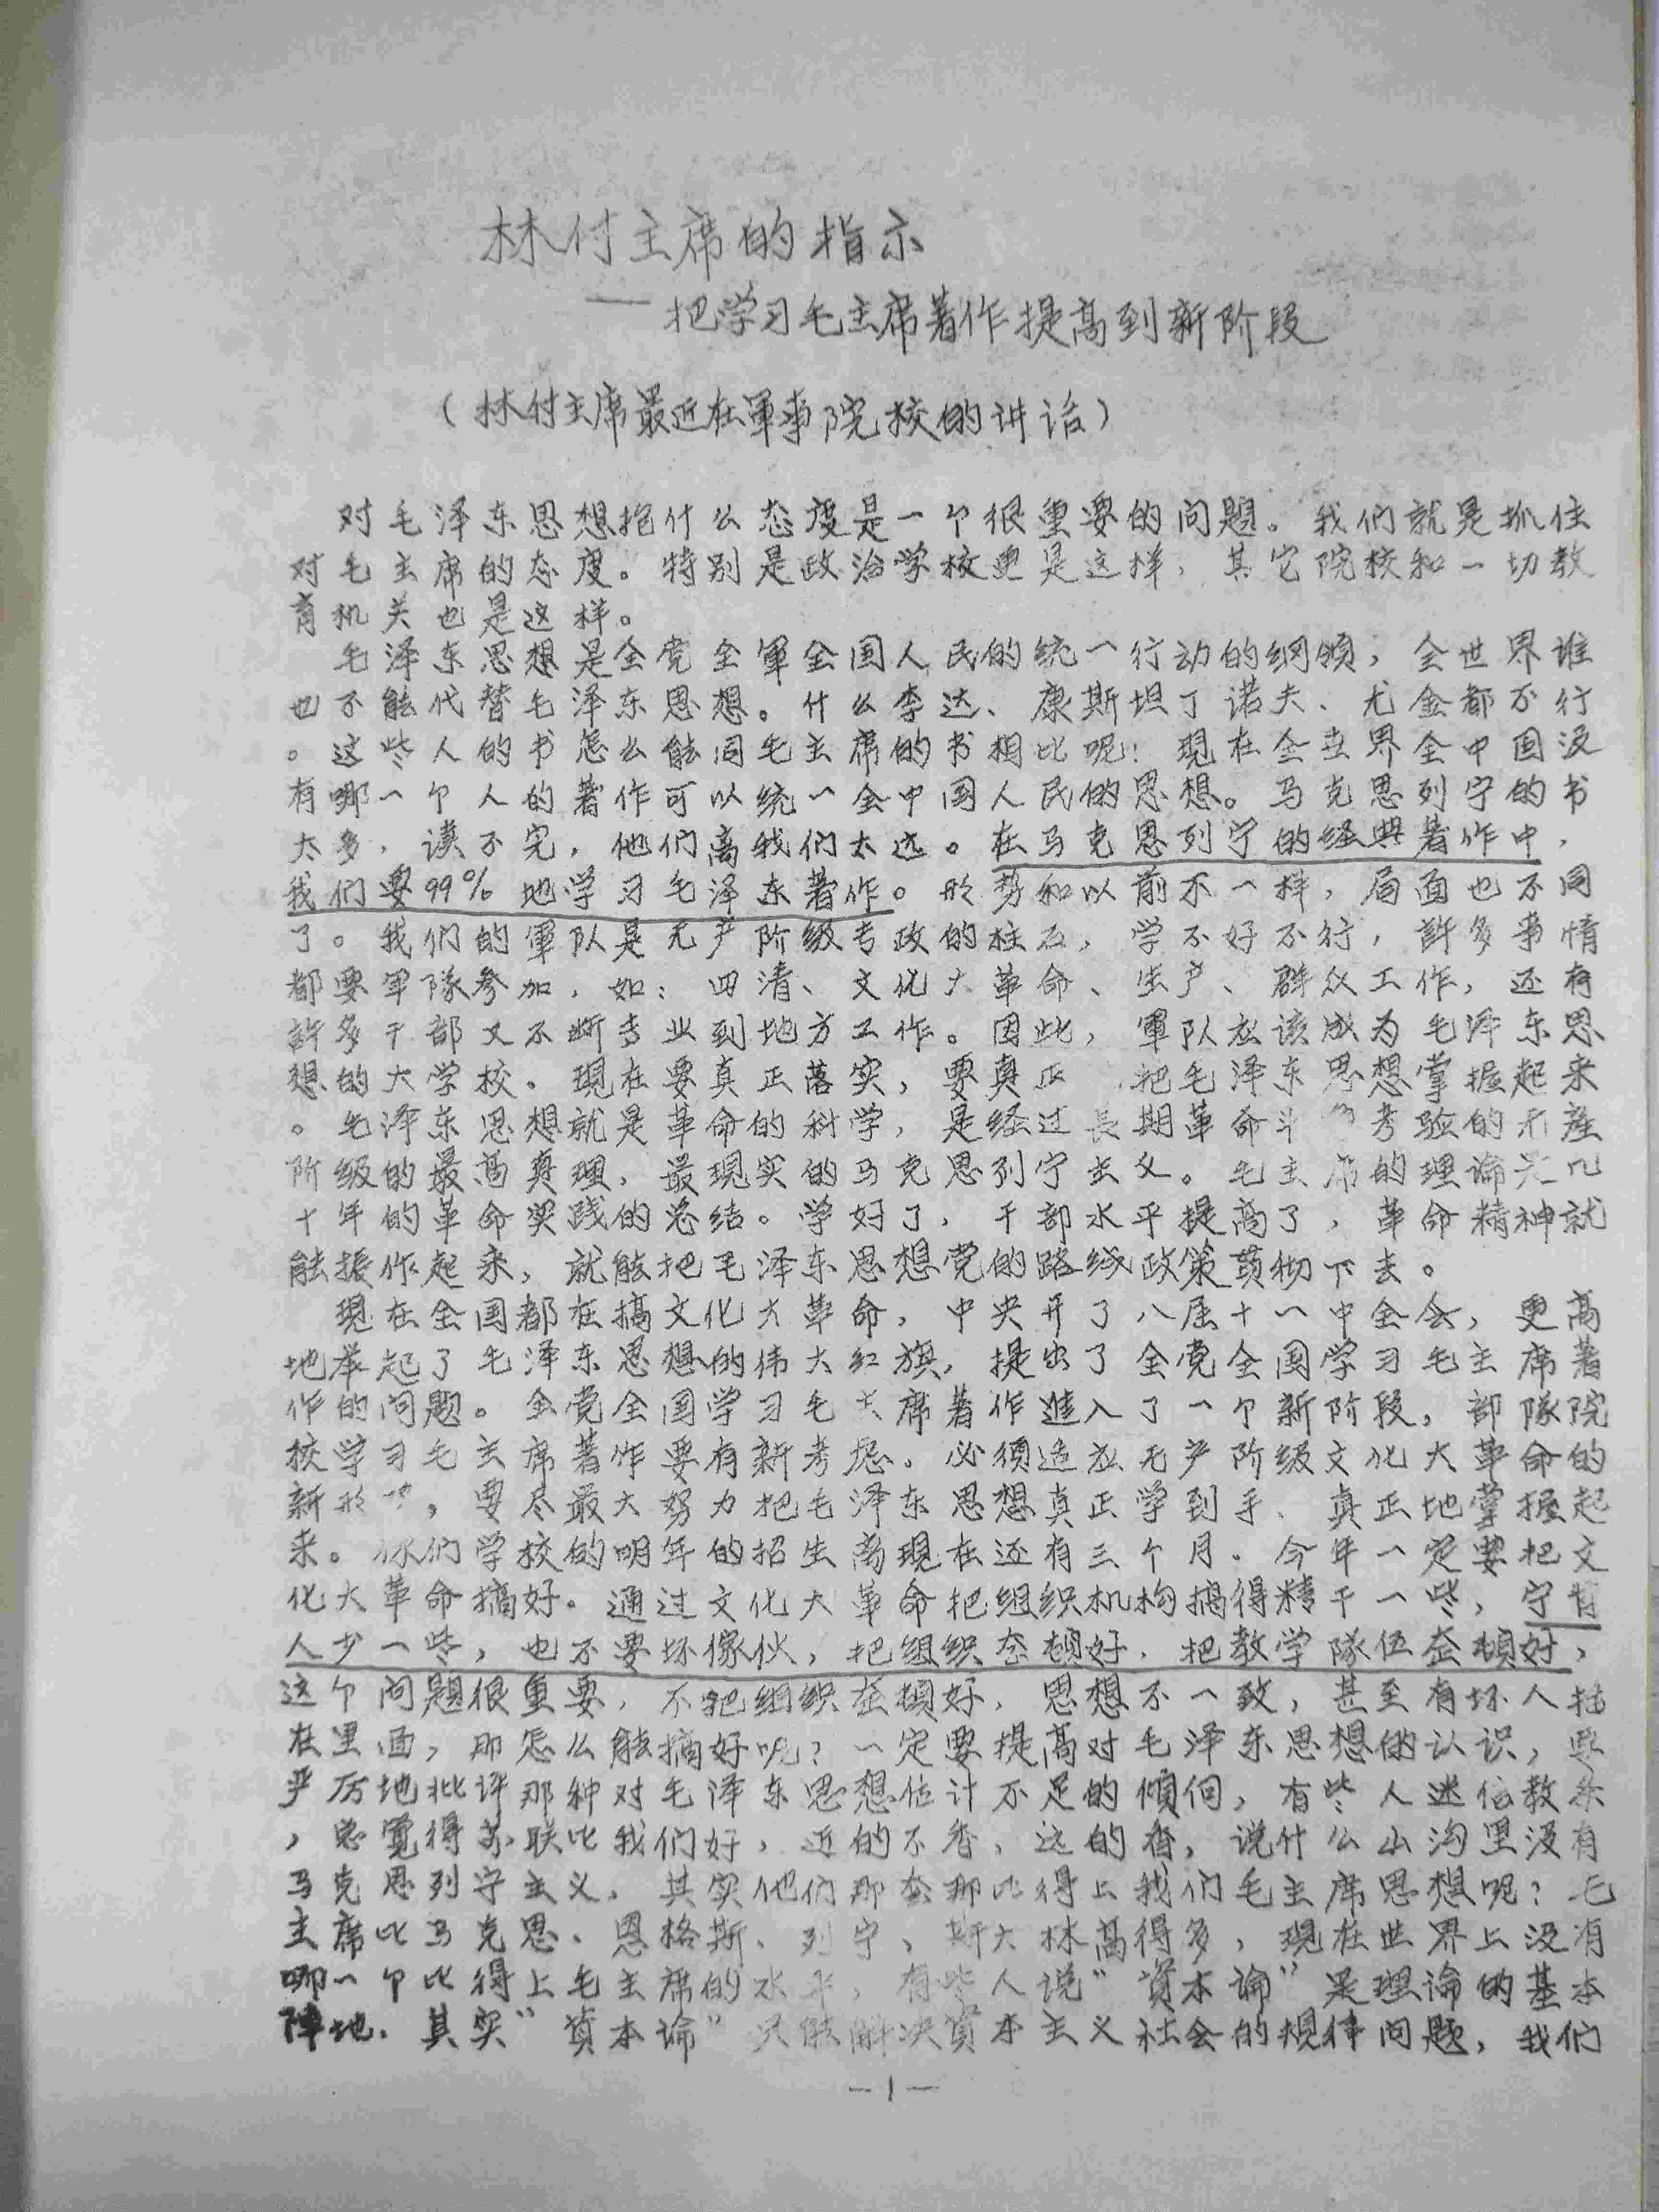 林付主席的指示
——把学习毛主席著作提高到新阶段
（林付主席最近在軍事院校的讲话）
对毛泽东思想抱什么态度是一个很重要的问题。我们就是抓住
对毛主席的态度。特别是政治学校更是这样，其它院校和一切教
育机关也是这样。
毛泽东思想是全党全軍全国人民的统一行动的纲领，全世界谁
也不能代替毛泽东思想。什么李达、康斯坦丁诺夫、尤金都不行
。这些人的书怎么能同毛主席的书相比呢！现在全世界全中国没
有哪一个人的著作可以统一全中国人民的思想。马克思列宁的书
太多，读不完，他们离我们太远。在马克思列宁的经典著作中，
我们要99%地学习毛泽东著作。形势和以前不一样，局面也不同
了。我们的軍队是无产阶级专政的柱石，学不好不行，許多事情
都要軍隊参加，如：四清、文化大革命、生产、群众工作，还有
許多干部又不断专业到地方工作。因此，軍队应该成为毛泽东思
想的大学校。现在要真正落实，要真正 把毛泽东思想掌握起来
。毛泽东思想就是革命的科学，是经过長期革命斗 考验的无産
阶级的最高真理，最现实的马克思列宁主义。毛主席的理论是几
十年的革命实践的总结。学好了，干部水平提高了，革命精神就
能振作起来，就能把毛泽东思想党的路线政策贯彻下去。
现在全国都在搞文化大革命，中央开了八届十一中全会，更高
地举起了毛泽东思想的伟大红旗，提出了全党全国学习毛主席著
作的问题。全党全国学习毛主席著作進入了一个新阶段，部隊院
校学习毛主席著作要有新考虑。必须适应无产阶级文化大革命的
新形势，要尽最大努力把毛泽东思想真正学到手、真正地掌握起
来。你们学校的明年的招生离现在还有三个月。今年一定要把文
化大革命搞好。通过文化大革命把组织机构搞得精干一些，宁肯
人少一些，也不要坏傢伙，把组织整顿好，把教学隊伍整顿好，
这个问题很重要，不把组织整顿好，思想不一致，甚至有坏人插
在里面，那怎么能搞好呢？一定要提高对毛泽东思想的认识，要
严厉地批评那种对毛泽东思想估计不足的倾向，有些人迷信教条
，总觉得苏联比我们好，近的不香，远的香，说什么山沟里没有
马克思列宁主义，其实他们那套那比得上我们毛主席思想呢？毛
主席比马克思、恩格斯、列宁、斯大林高得多，现在世界上没有
哪一个比得上毛主席的水平，有些人说“資本论”是理论的基本
阵地，其实“資本论”只能解决資本主义社会的规律问题，我们
－1－